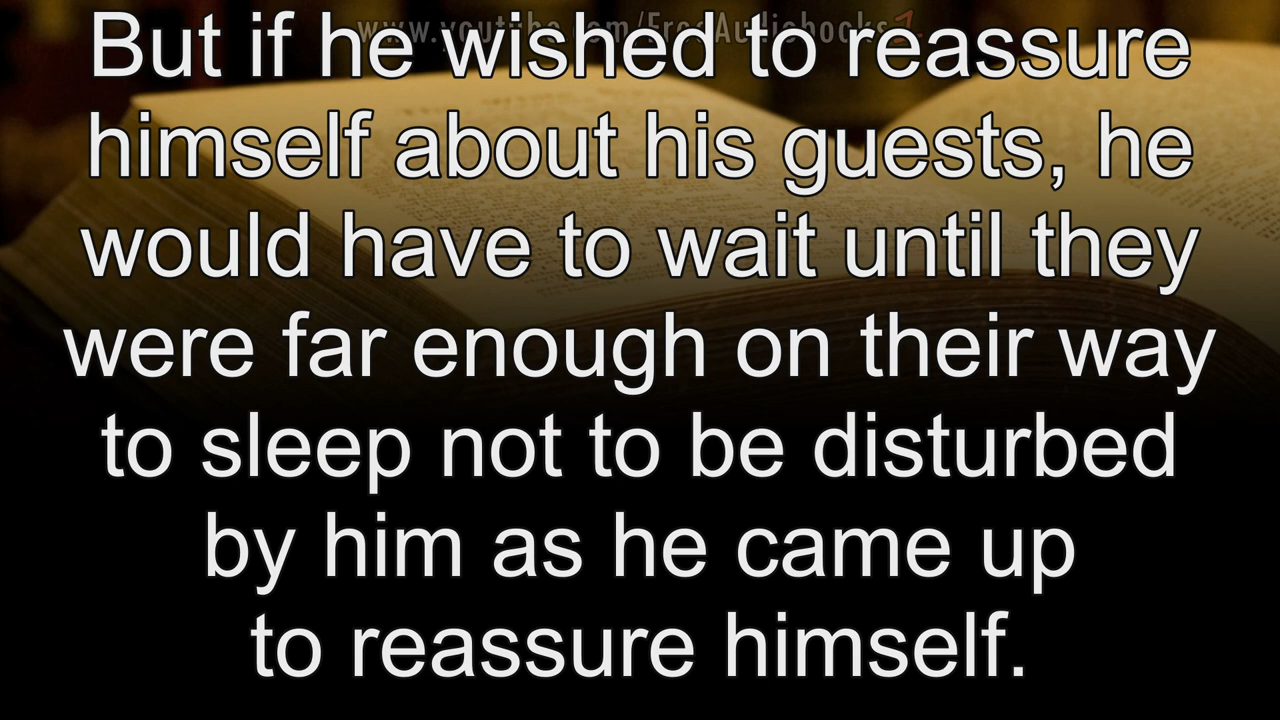 www.youtube.com/FreeAudiobooks
But if he wished to reassure
himself about his guests, he
would have to wait until they
were far enough on their way
to sleep not to be disturbed
by him as he came up
to reassure himself.